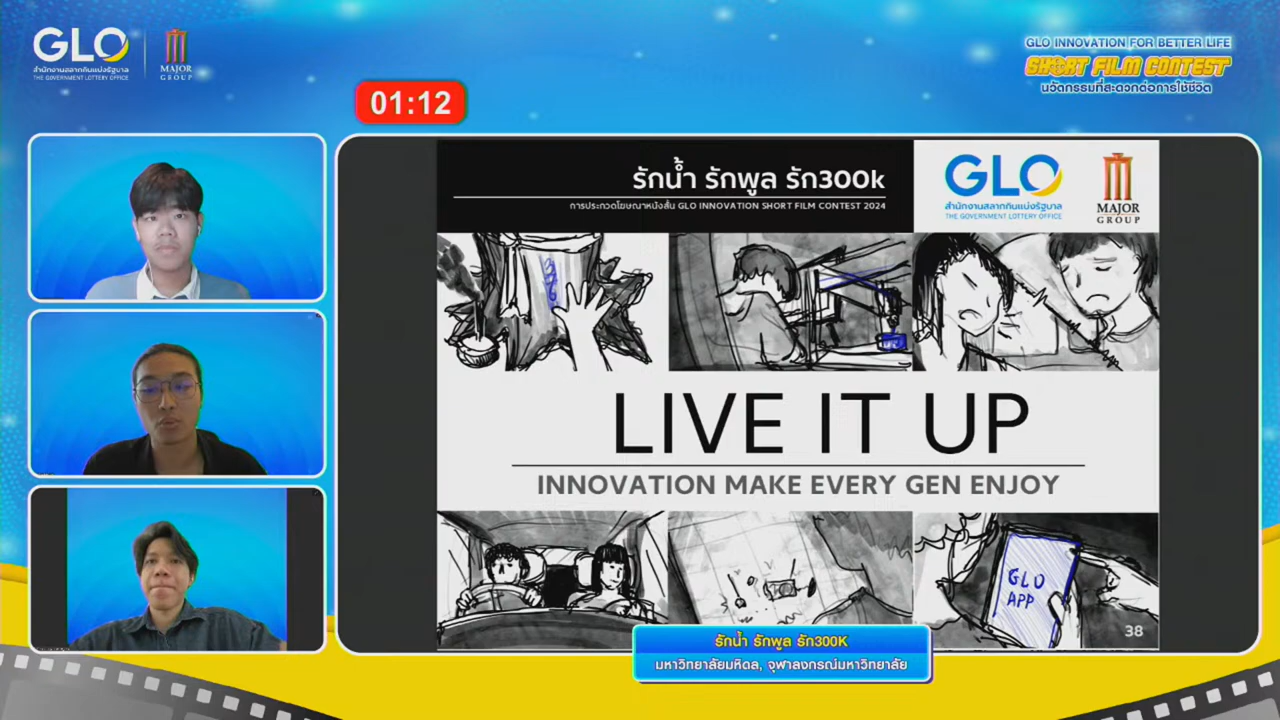 GLO
สำนักงานสลากกินแบ่งรัฐบาล
THE GOVERNMENT LOTTERY OFFICE
MAJOR
GROUP
GLO INNOVATION FOR BETTER LIFE
SHORT FILM CONTEST
นวัตกรรมที่สะดวกต่อการใช้ชีวิต
01:12
รักน้ำ รักพูล รัก300k
การประกวดโฆษณาหนังสั้น GLO INNOVATION SHORT FILM CONTEST 2024
GLO
สำนักงานสลากกินแบ่งรัฐบาล
THE GOVERNMENT LOTTERY OFFICE
MAJOR
GROUP
LIVE IT UP
INNOVATION MAKE EVERY GEN ENJOY
GLO
APP
38
รักน้ำ รักพูล รัก300K
มหาวิทยาลัยมหิดล, จุฬาลงกรณ์มหาวิทยาลัย